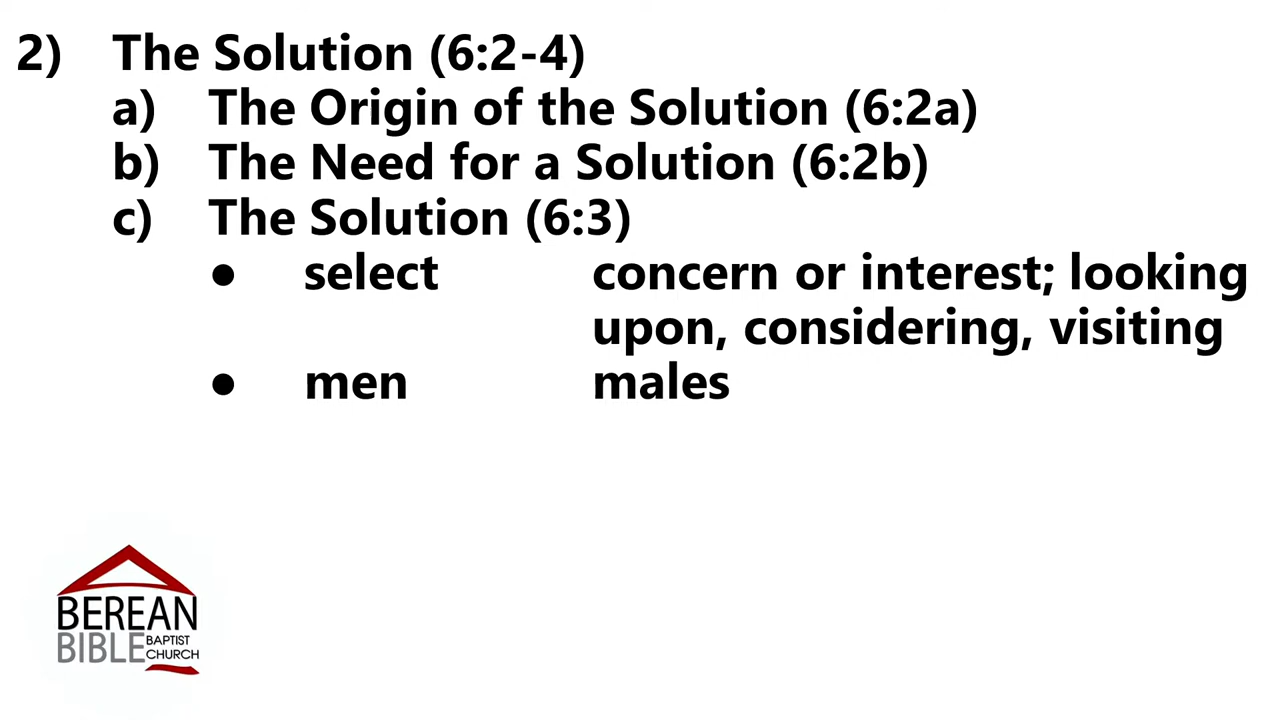 2) The Solution (6:2-4)
a) The Origin of the Solution (6:2a)
b) The Need for a Solution (6:2b)
c) The Solution (6:3)
● select concern or interest; looking
upon, considering, visiting
● men males
BEREAN
BIBLE BAPTIST
CHURCH